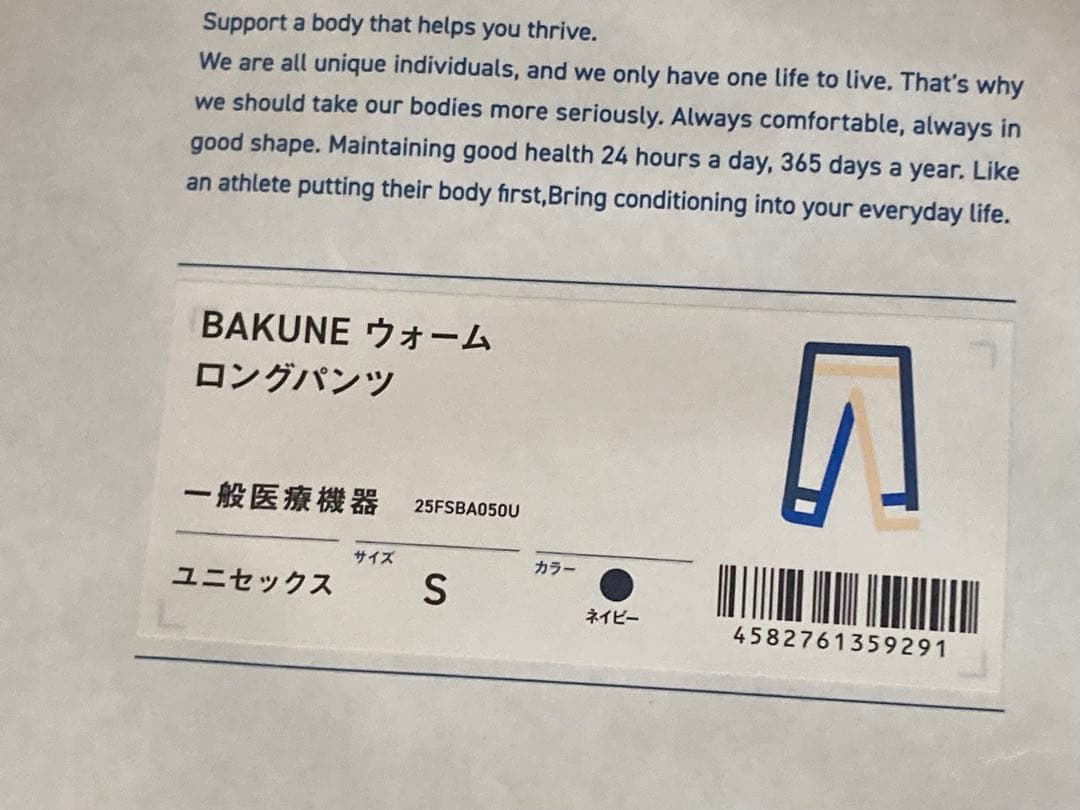 Support a body that helps you thrive.
We are all unique individuals, and we only have one life to live. That's why
we should take our bodies more seriously. Always comfortable, always in
good shape. Maintaining good health 24 hours a day, 365 days a year. Like
an athlete putting their body first,Bring conditioning into your everyday life.
BAKUNE ウォーム
ロングパンツ
一般医療機器 25FSBA050U
ユニセックス
サイズ
S
カラー
ネイビー
4582761359291